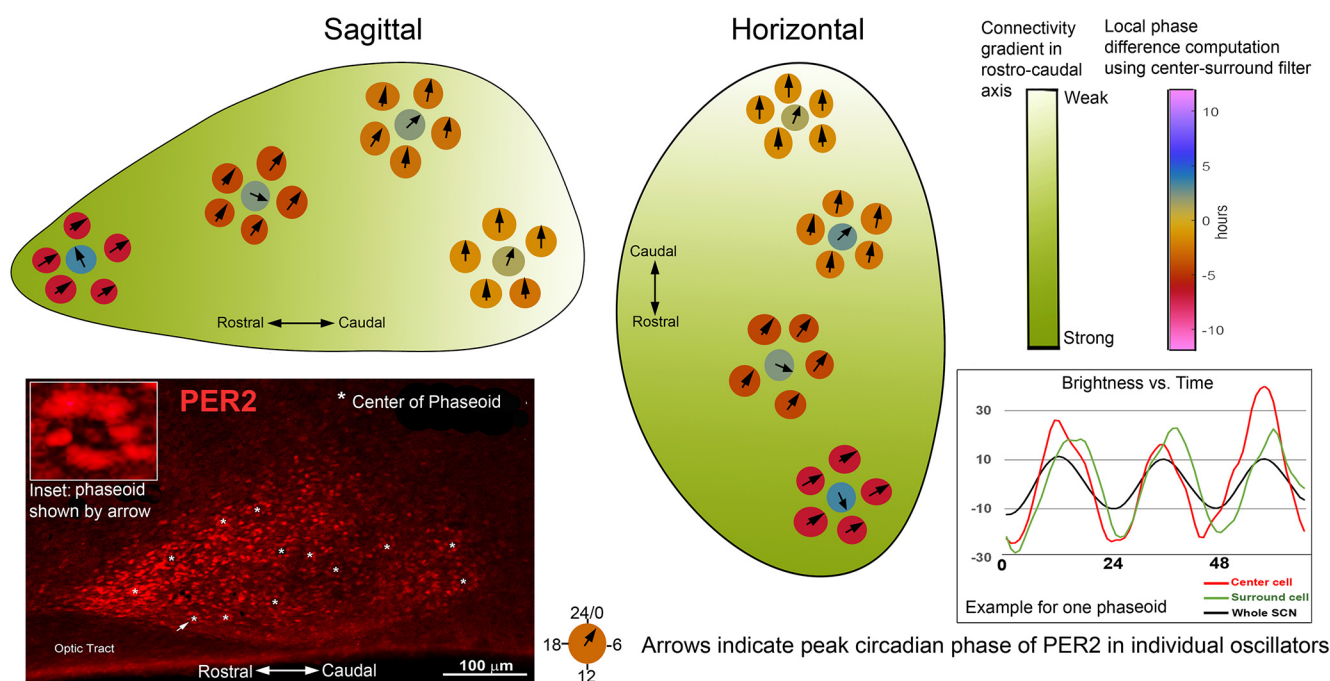 Sagittal
Horizontal
Connectivity
gradient in
rostro-caudal
axis
Weak
Strong
Local phase
difference computation
using center-surround filter
10
5
0
-5
-10
hours
Rostral
Caudal
Caudal
Rostral
PER2
* Center of Phaseoid
Inset: phaseoid
shown by arrow
Optic Tract
Rostral
Caudal
100 µm
Brightness vs. Time
30
10
-10
-30
0
24
48
Center cell
Surround cell
Whole SCN
Example for one phaseoid
24/0
18
6
12
Arrows indicate peak circadian phase of PER2 in individual oscillators